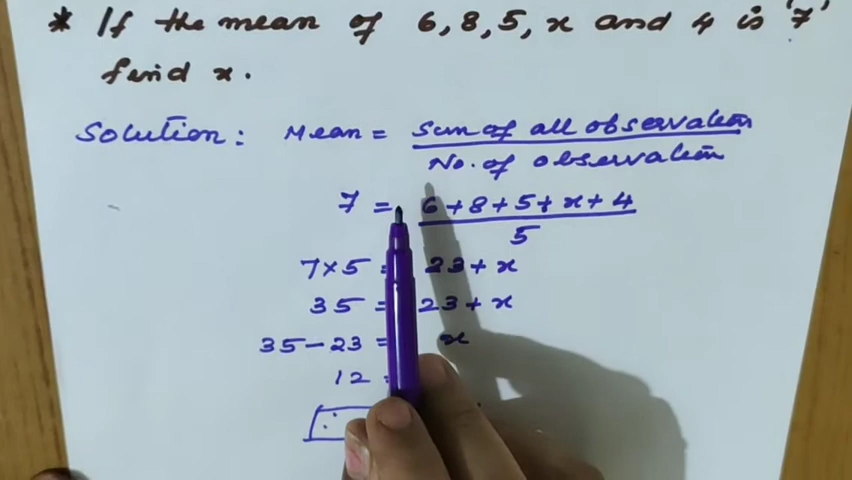 * If the mean of 6, 8, 5, x and 4 is '7'
find x.
Solution: Mean = Sum of all observation
No. of observation
7 = 6 + 8 + 5 + x + 4
5
7×5 = 23 + x
35 = 23 + x
35 - 23 = x
12 =
∴